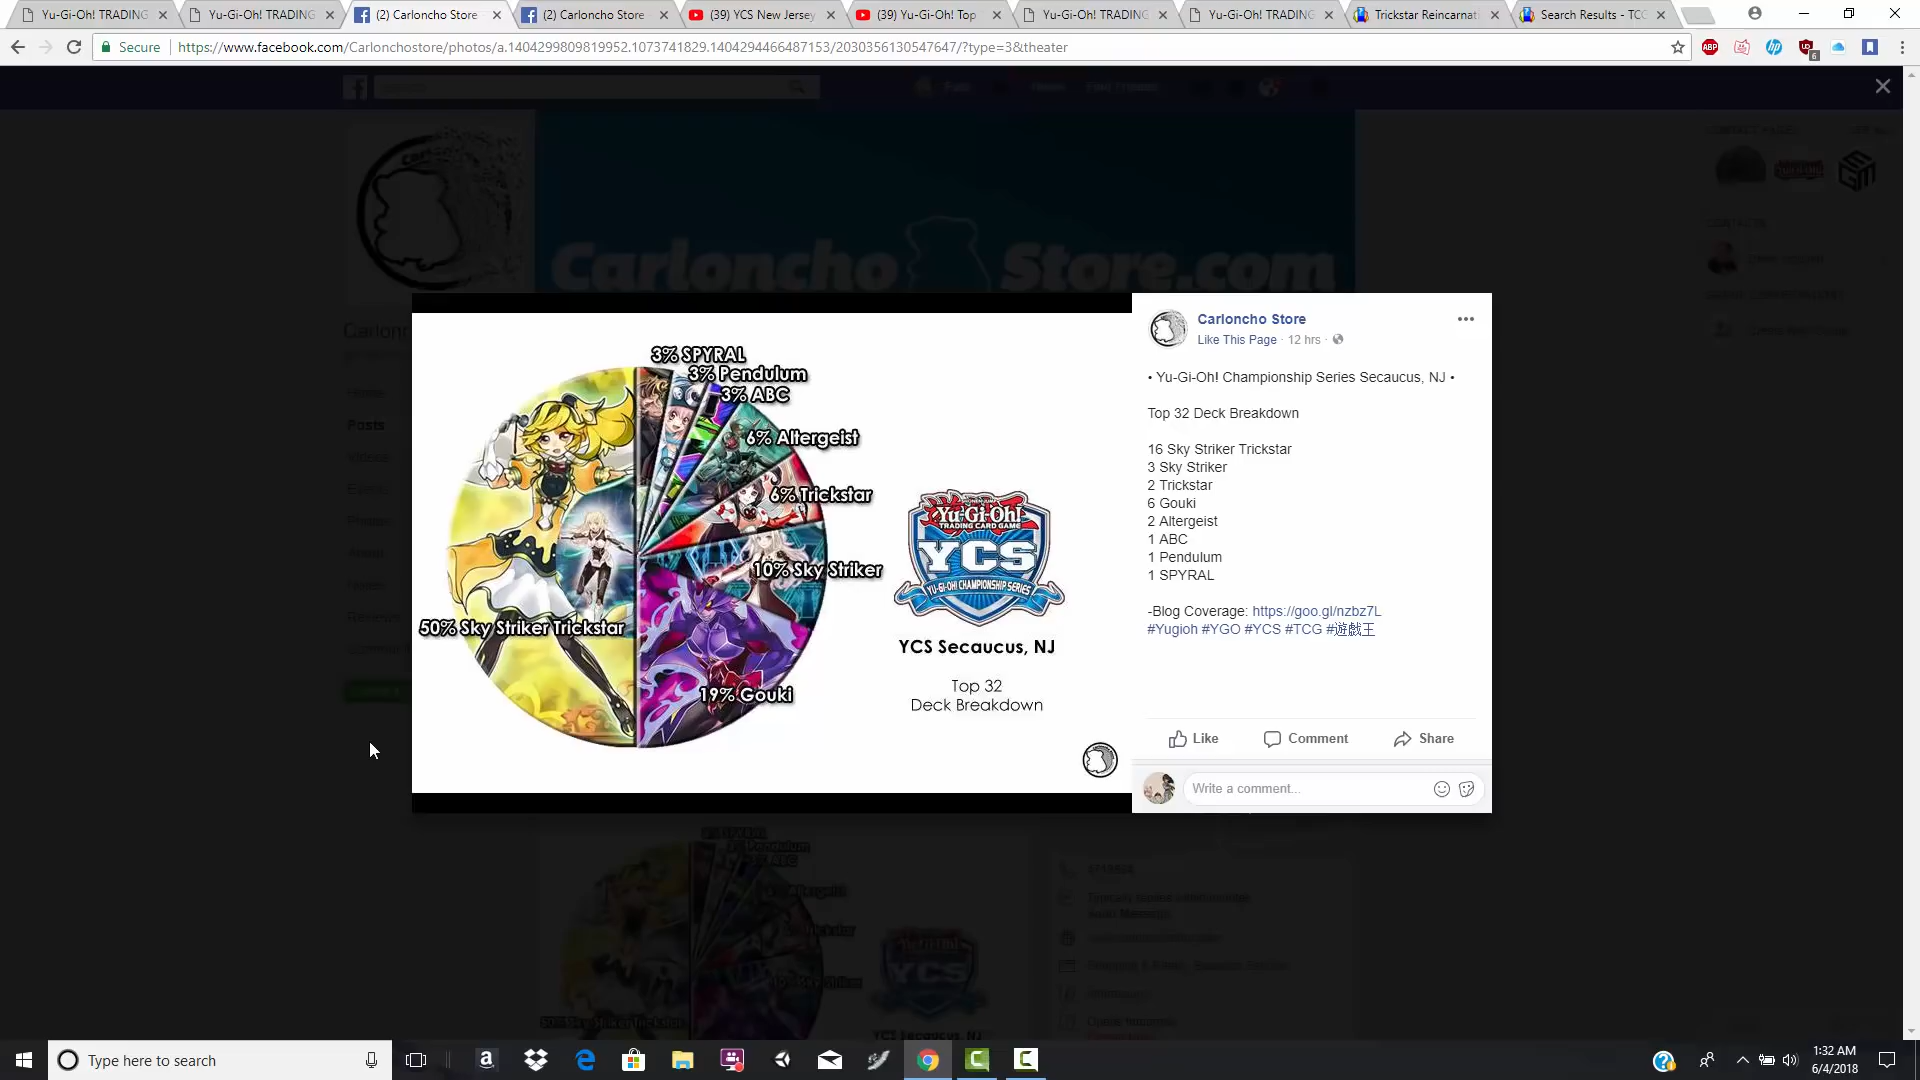 Yu-Gi-Oh! TRADING
Yu-Gi-Oh! TRADING
(2) Carloncho Store
(2) Carloncho Store
(39) YCS New Jersey
(39) Yu-Gi-Oh! Top
Yu-Gi-Oh! TRADING
Yu-Gi-Oh! TRADING
Trickstar Reincarnati
Search Results - TCG
Secure
https://www.facebook.com/Carlonchostore/photos/a.1404299809819952.1073741829.1404294466487153/2030356130547647/?type=3&theater
ABP
6
Carloncho Store.com
3% SPYRAL
3% Pendulum
3% ABC
6% Altergeist
6% Trickstar
10% Sky Striker
50% Sky Striker Trickstar
19% Gouki
Yu-Gi-Oh!
TRADING CARD GAME
YCS
YU-GI-OH! CHAMPIONSHIP SERIES
YCS Secaucus, NJ
Top 32
Deck Breakdown
Carloncho Store
Like This Page · 12 hrs ·
• Yu-Gi-Oh! Championship Series Secaucus, NJ •
Top 32 Deck Breakdown
16 Sky Striker Trickstar
3 Sky Striker
2 Trickstar
6 Gouki
2 Altergeist
1 ABC
1 Pendulum
1 SPYRAL
-Blog Coverage: https://goo.gl/nzbz7L
#Yugioh #YGO #YCS #TCG #遊戯王
Like
Comment
Share
Write a comment...
Posts
Type here to search
1:32 AM
6/4/2018